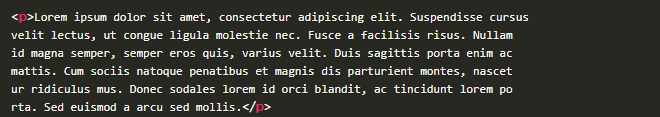 <p>Lorem ipsum dolor sit amet, consectetur adipiscing elit. Suspendisse cursus
velit lectus, ut congue ligula molestie nec. Fusce a facilisis risus. Nullam
id magna semper, semper eros quis, varius velit. Duis sagittis porta enim ac
mattis. Cum sociis natoque penatibus et magnis dis parturient montes, nascet
ur ridiculus mus. Donec sodales lorem id orci blandit, ac tincidunt lorem po
rta. Sed euismod a arcu sed mollis.</p>